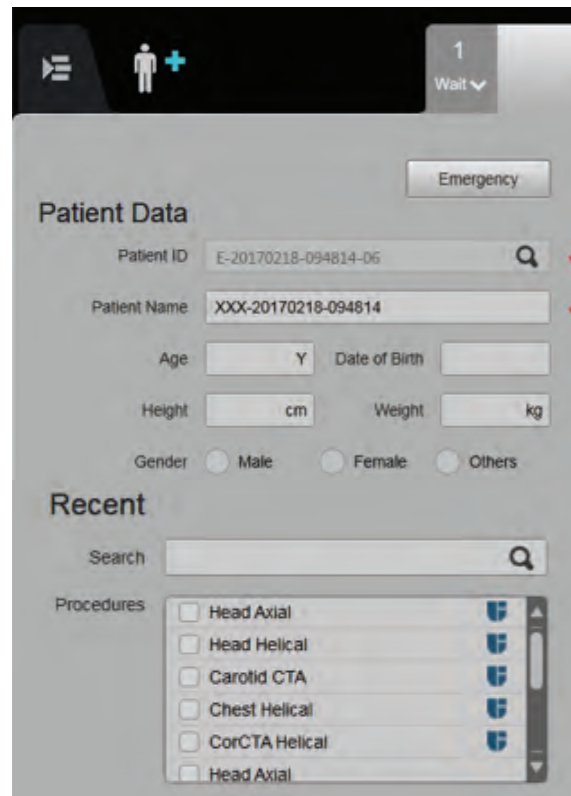 1
Wait
Emergency
Patient Data
Patient ID E-20170218-094814-06
Patient Name XXX-20170218-094814
Age Y Date of Birth
Height cm Weight kg
Gender Male Female Others
Recent
Search
Procedures Head Axial
Head Helical
Carotid CTA
Chest Helical
CorCTA Helical
Head Axial